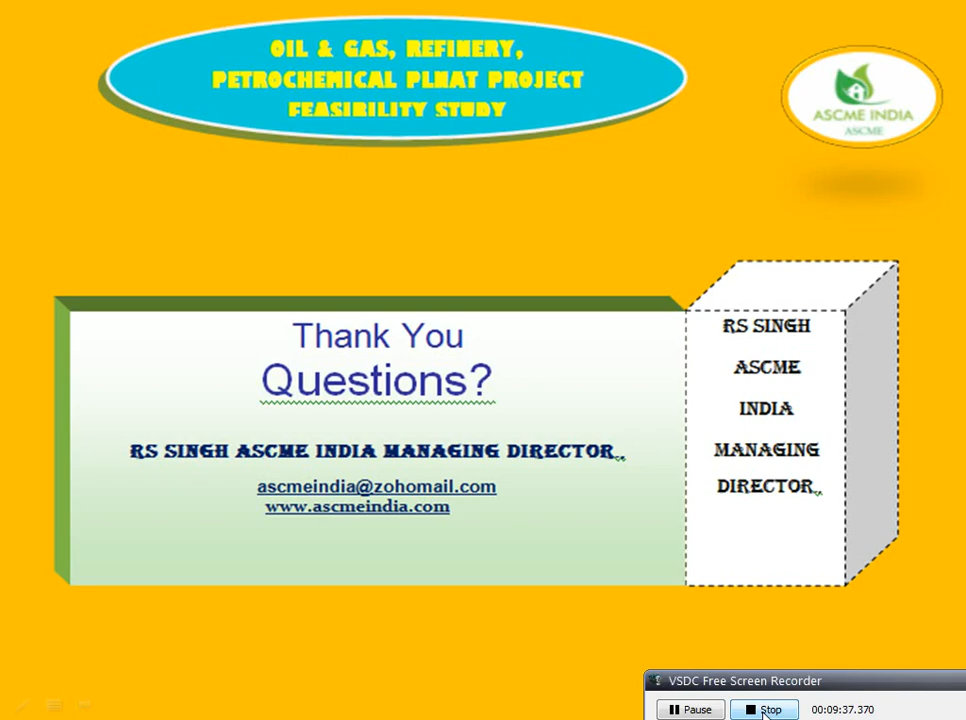 OIL & GAS, REFINERY,
PETROCHEMICAL PLNAT PROJECT
FEASIBILITY STUDY
ASCME INDIA
ASCME
Thank You
Questions?
RS SINGH ASCME INDIA MANAGING DIRECTOR..
ascmeindia@zohomail.com
www.ascmeindia.com
RS SINGH
ASCME
INDIA
MANAGING
DIRECTOR..
VSDC Free Screen Recorder
Pause
Stop
00:09:37.370